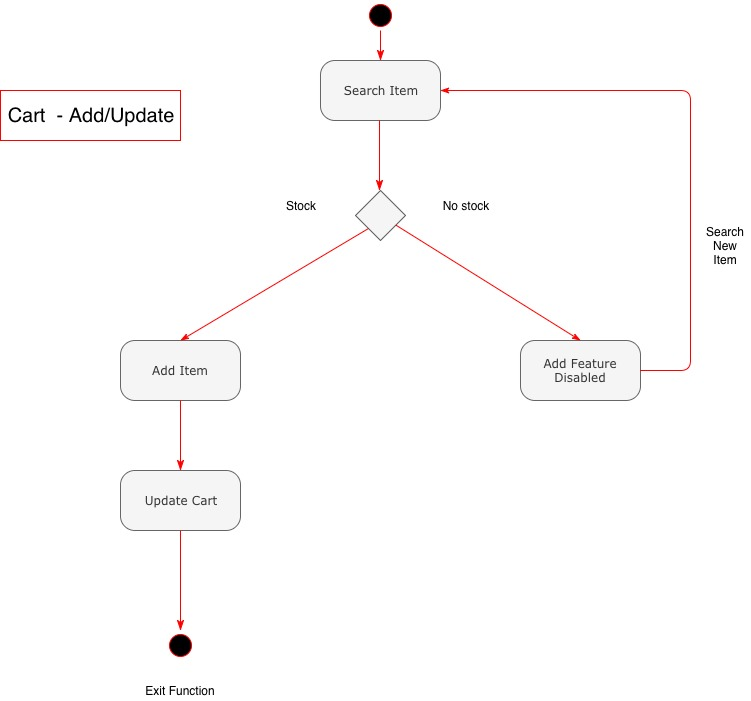 Search Item
Cart  - Add/Update
Stock
No stock
Search
New
Item
Add Item
Add Feature
Disabled
Update Cart
Exit Function